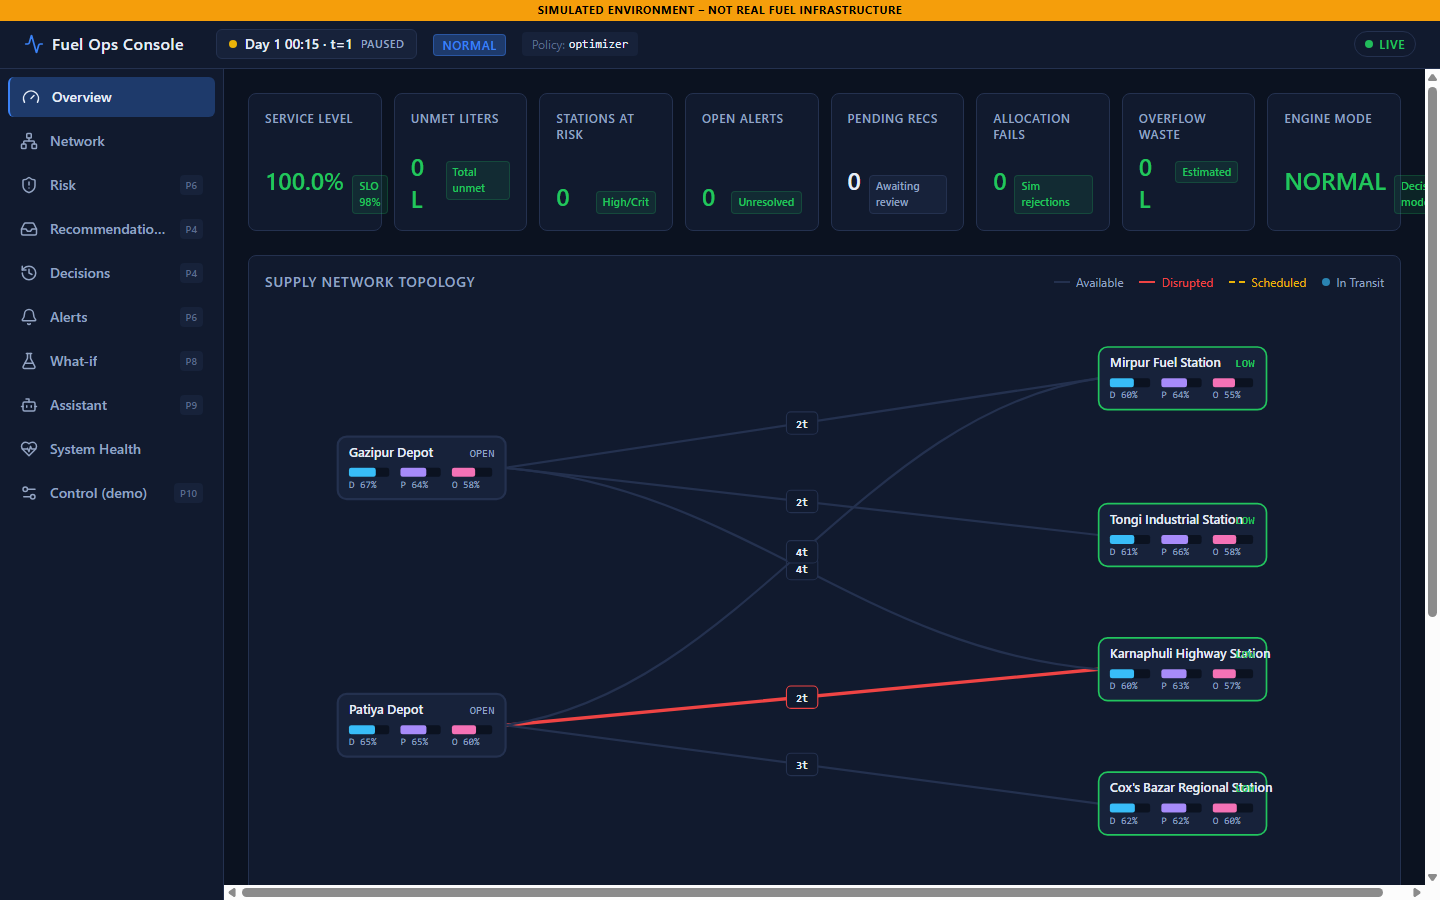 SIMULATED ENVIRONMENT – NOT REAL FUEL INFRASTRUCTURE
Fuel Ops Console
Day 1 00:15 · t=1 PAUSED
NORMAL
Policy: optimizer
LIVE
Overview
Network
Risk P6
Recommendatio... P4
Decisions P4
Alerts P6
What-if P8
Assistant P9
System Health
Control (demo) P10
SERVICE LEVEL
100.0%
SLO
98%
UNMET LITERS
0
L
Total
unmet
STATIONS AT
RISK
0
High/Crit
OPEN ALERTS
0
Unresolved
PENDING RECS
0
Awaiting
review
ALLOCATION
FAILS
0
Sim
rejections
OVERFLOW
WASTE
0
L
Estimated
ENGINE MODE
NORMAL
SUPPLY NETWORK TOPOLOGY
Available
Disrupted
Scheduled
In Transit
Mirpur Fuel Station LOW
D 60% P 64% O 55%
2t
Gazipur Depot OPEN
D 67% P 64% O 58%
2t
Tongi Industrial Station LOW
D 61% P 66% O 58%
4t
4t
Karnaphuli Highway Station
D 60% P 63% O 57%
2t
Patiya Depot OPEN
D 65% P 65% O 60%
3t
Cox's Bazar Regional Station
D 62% P 62% O 60%